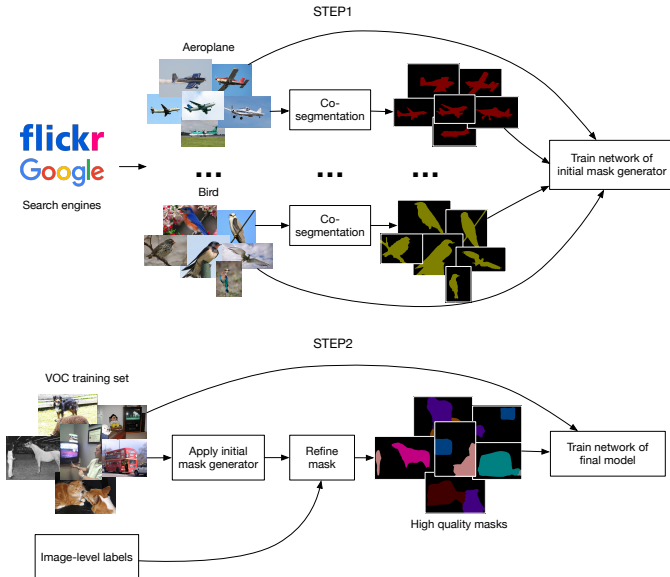 STEP1
Aeroplane
Co-
segmentation
flickr
Google
Search engines
Train network of
initial mask generator
...
...
...
Bird
Co-
segmentation
STEP2
VOC training set
Apply initial
mask generator
Refine
mask
Train network of
final model
High quality masks
Image-level labels